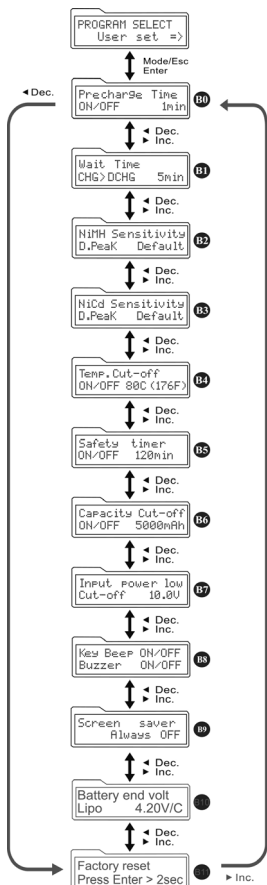 PROGRAM SELECT
User set =>
Mode/Esc
Enter
◄ Dec.
Precharge Time
ON/OFF 1min
B0
◄ Dec.
► Inc.
Wait Time
CHG>DCHG 5min
B1
◄ Dec.
► Inc.
NiMH Sensitivity
D.Peak Default
B2
◄ Dec.
► Inc.
NiCd Sensitivity
D.Peak Default
B3
◄ Dec.
► Inc.
Temp.Cut-off
ON/OFF 80C(176F)
B4
◄ Dec.
► Inc.
Safety timer
ON/OFF 120min
B5
◄ Dec.
► Inc.
Capacity Cut-off
ON/OFF 5000mAh
B6
◄ Dec.
► Inc.
Input power low
Cut-off 10.0V
B7
◄ Dec.
► Inc.
Key Beep ON/OFF
Buzzer ON/OFF
B8
◄ Dec.
► Inc.
Screen saver
Always OFF
B9
◄ Dec.
► Inc.
Battery end volt
Lipo 4.20V/C
B10
◄ Dec.
► Inc.
Factory reset
Press Enter > 2sec
B11
► Inc.